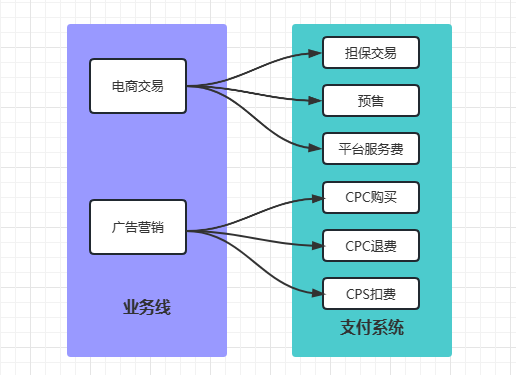 电商交易
广告营销
业务线
担保交易
预售
平台服务费
CPC购买
CPC退费
CPS扣费
支付系统